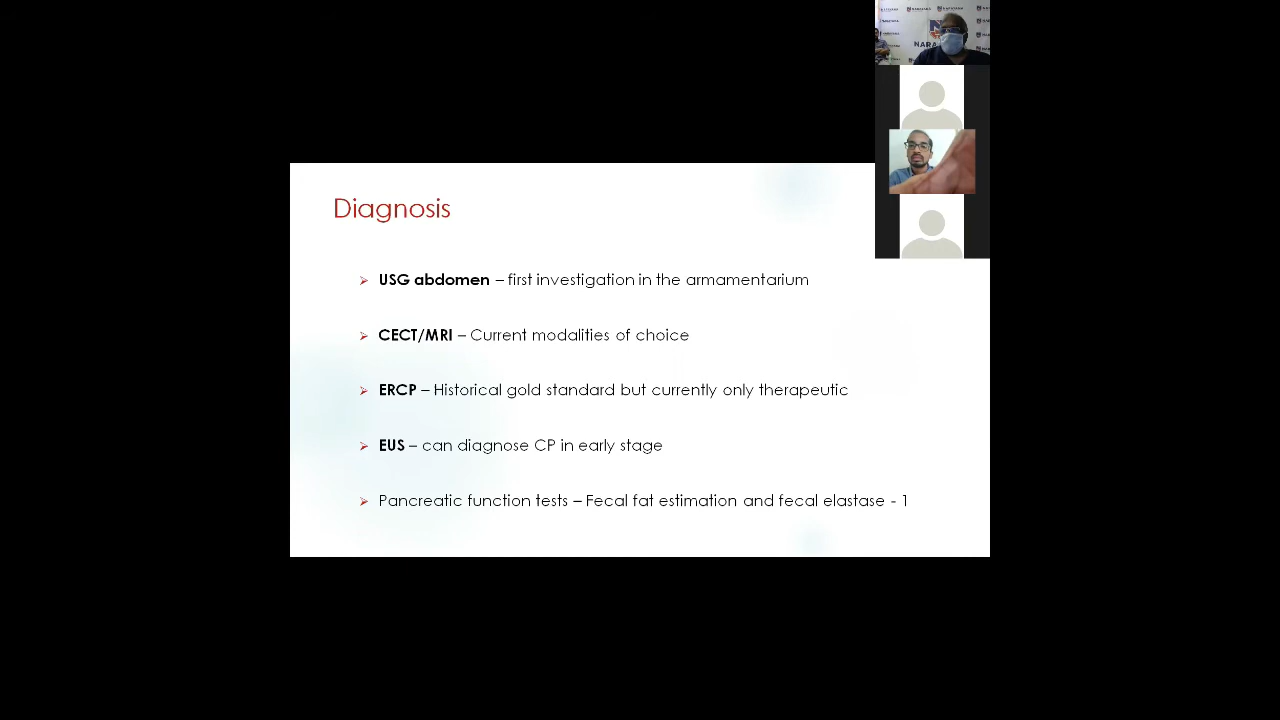 NARA
Diagnosis
➢ USG abdomen – first investigation in the armamentarium
➢ CECT/MRI – Current modalities of choice
➢ ERCP – Historical gold standard but currently only therapeutic
➢ EUS – can diagnose CP in early stage
➢ Pancreatic function tests – Fecal fat estimation and fecal elastase - 1